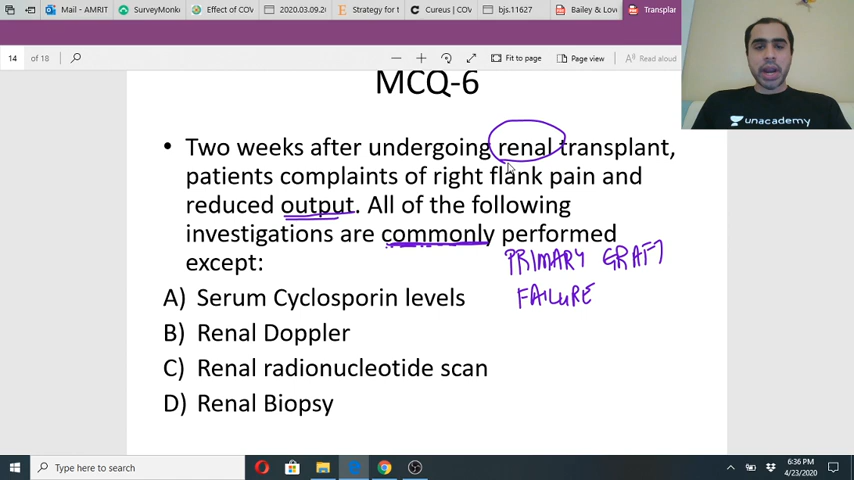 Mail - AMRIT
SurveyMonk
Effect of COV
2020.03.09.20
Strategy for t
Cureus | COV
bjs.11627
Bailey & Lov
Transplar
14 of 18
Fit to page
Page view
Read aloud
unacademy
MCQ-6
• Two weeks after undergoing renal transplant,
patients complaints of right flank pain and
reduced output. All of the following
investigations are commonly performed
except:
PRIMARY GRAFT
FAILURE
A) Serum Cyclosporin levels
B) Renal Doppler
C) Renal radionucleotide scan
D) Renal Biopsy
Type here to search
6:36 PM
4/23/2020